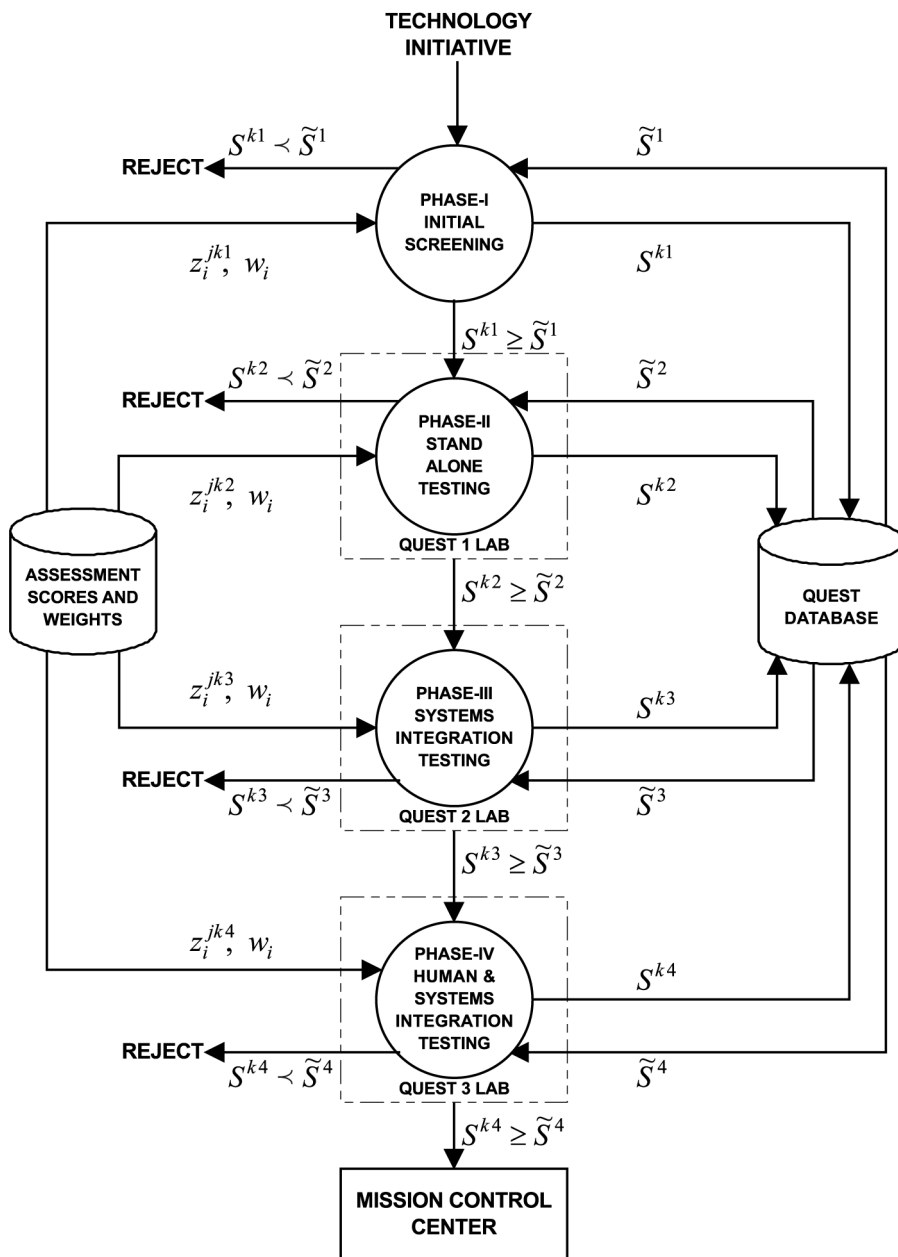 TECHNOLOGY
INITIATIVE
S^{k1} ≺ S̃^1
S̃^1
REJECT
PHASE-I
INITIAL
SCREENING
z_i^{jk1}, w_i
S^{k1}
S^{k1} ≥ S̃^1
S^{k2} ≺ S̃^2
S̃^2
REJECT
PHASE-II
STAND
ALONE
TESTING
z_i^{jk2}, w_i
S^{k2}
QUEST 1 LAB
ASSESSMENT
SCORES AND
WEIGHTS
S^{k2} ≥ S̃^2
QUEST
DATABASE
z_i^{jk3}, w_i
PHASE-III
SYSTEMS
INTEGRATION
TESTING
S^{k3}
REJECT
S^{k3} ≺ S̃^3
QUEST 2 LAB
S̃^3
S^{k3} ≥ S̃^3
z_i^{jk4}, w_i
PHASE-IV
HUMAN &
SYSTEMS
INTEGRATION
TESTING
S^{k4}
REJECT
S^{k4} ≺ S̃^4
QUEST 3 LAB
S̃^4
S^{k4} ≥ S̃^4
MISSION CONTROL
CENTER